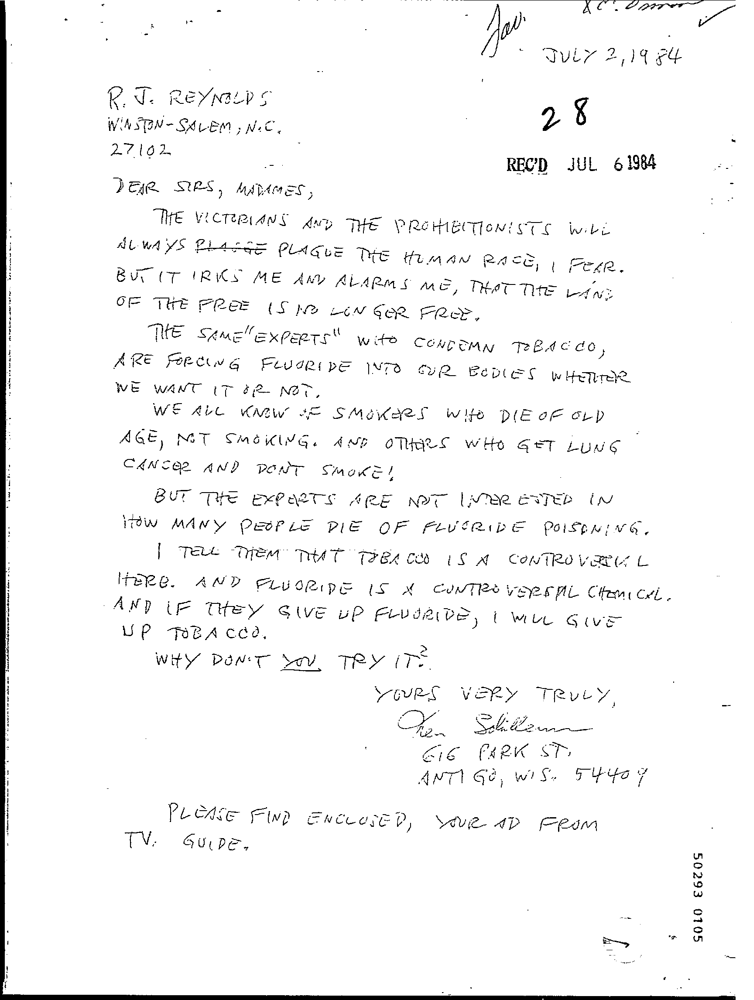 Fav.
JULY 2, 1984
R. J. REYNOLDS
WINSTON-SALEM, N.C.
27102
28
REC'D JUL 6 1984
DEAR SIRS, MADAMES,
THE VICTORIANS AND THE PROHIBITIONISTS WILL
ALWAYS PLAGUE THE HUMAN RACE, I FEAR.
BUT IT IRKS ME AND ALARMS ME, THAT THE LAND
OF THE FREE IS NO LONGER FREE.
THE SAME "EXPERTS" WHO CONDEMN TOBACCO,
ARE FORCING FLUORIDE INTO OUR BODIES WHETHER
WE WANT IT OR NOT.
WE ALL KNOW OF SMOKERS WHO DIE OF OLD
AGE, NOT SMOKING. AND OTHERS WHO GET LUNG
CANCER AND DONT SMOKE!
BUT THE EXPERTS ARE NOT INTERESTED IN
HOW MANY PEOPLE DIE OF FLUORIDE POISONING.
I TELL THEM THAT TOBACCO IS A CONTROVERSIAL
HERB. AND FLUORIDE IS A CONTROVERSIAL CHEMICAL.
AND IF THEY GIVE UP FLUORIDE, I WILL GIVE
UP TOBACCO.
WHY DON'T YOU TRY IT?
YOURS VERY TRULY,
616 PARK ST.
ANTIGO, WIS. 54409
PLEASE FIND ENCLOSED, YOUR AD FROM
TV. GUIDE.
50293 0105